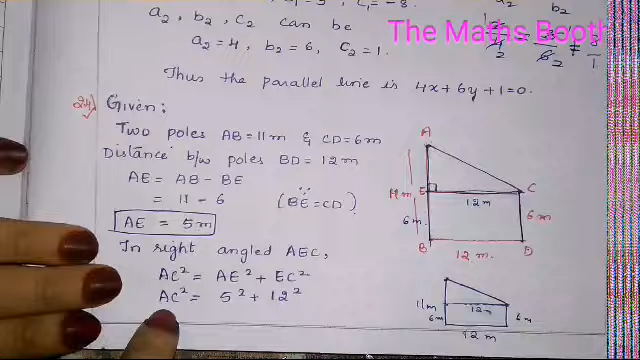 a₂, b₂, c₂ can be
a₂ = 4, b₂ = 6, c₂ = 1.
The Maths Booth
Thus the parallel line is 4x + 6y + 1 = 0.
24) Given:
Two poles AB = 11m & CD = 6m
Distance b/w poles BD = 12m
AE = AB - BE
= 11 - 6 (∵ BE = CD)
AE = 5m
In right angled AEC,
AC² = AE² + EC²
AC² = 5² + 12²
A
E C
12m
6m 6m
B D
12 m.
11m
12m
6m 6m
12m